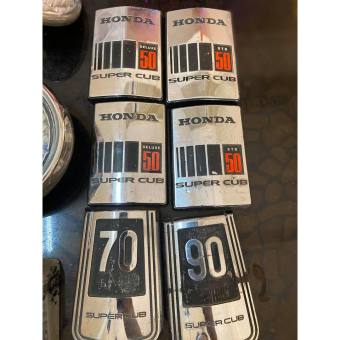 HONDA
DELUXE
50
SUPER CUB
HONDA
STD
50
SUPER CUB
HONDA
DELUXE
50
SUPER CUB
HONDA
STD
50
SUPER CUB
70
SUPER CUB
90
SUPER CUB